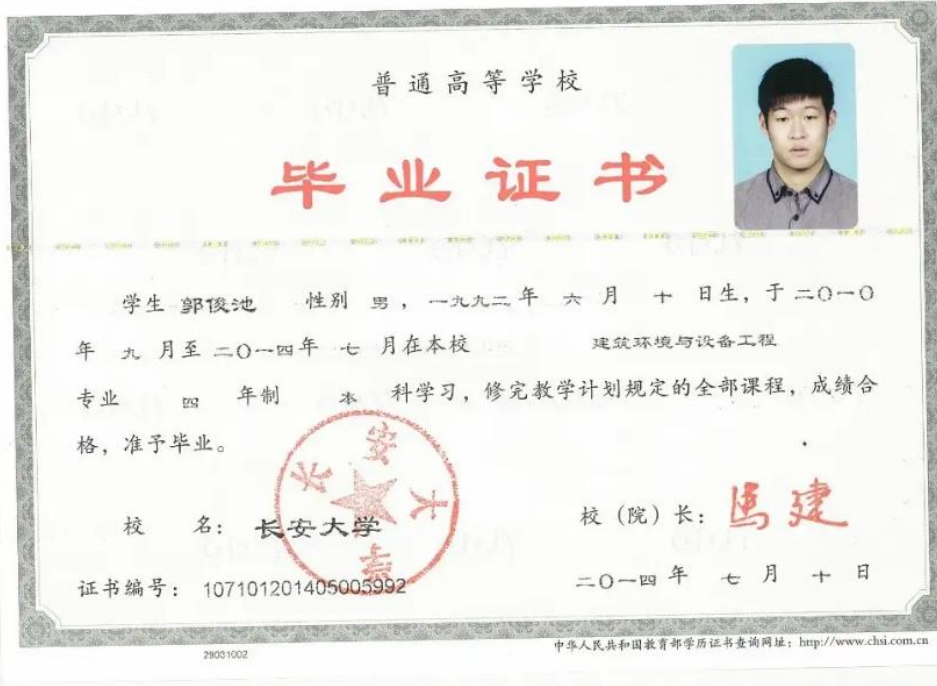 普通高等学校
毕业证书
学生 郭俊池 性别 男，一九九二年 六 月 十 日生，于二〇一〇
年 九 月至二〇一四年 七 月在本校 建筑环境与设备工程
专业 四 年制 本 科学习，修完教学计划规定的全部课程，成绩合
格，准予毕业。
长安大学
校 名：长安大学
校（院）长：马建
证书编号：107101201405005992
二〇一四年 七 月 十 日
中华人民共和国教育部学历证书查询网址：http://www.chsi.com.cn
29031002